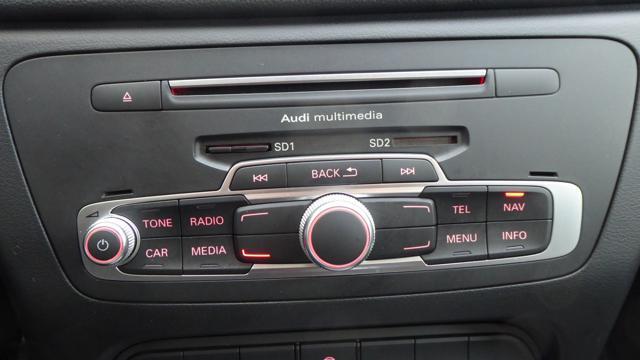 Audi multimedia
SD1 SD2
BACK
TONE RADIO TEL NAV
CAR MEDIA MENU INFO